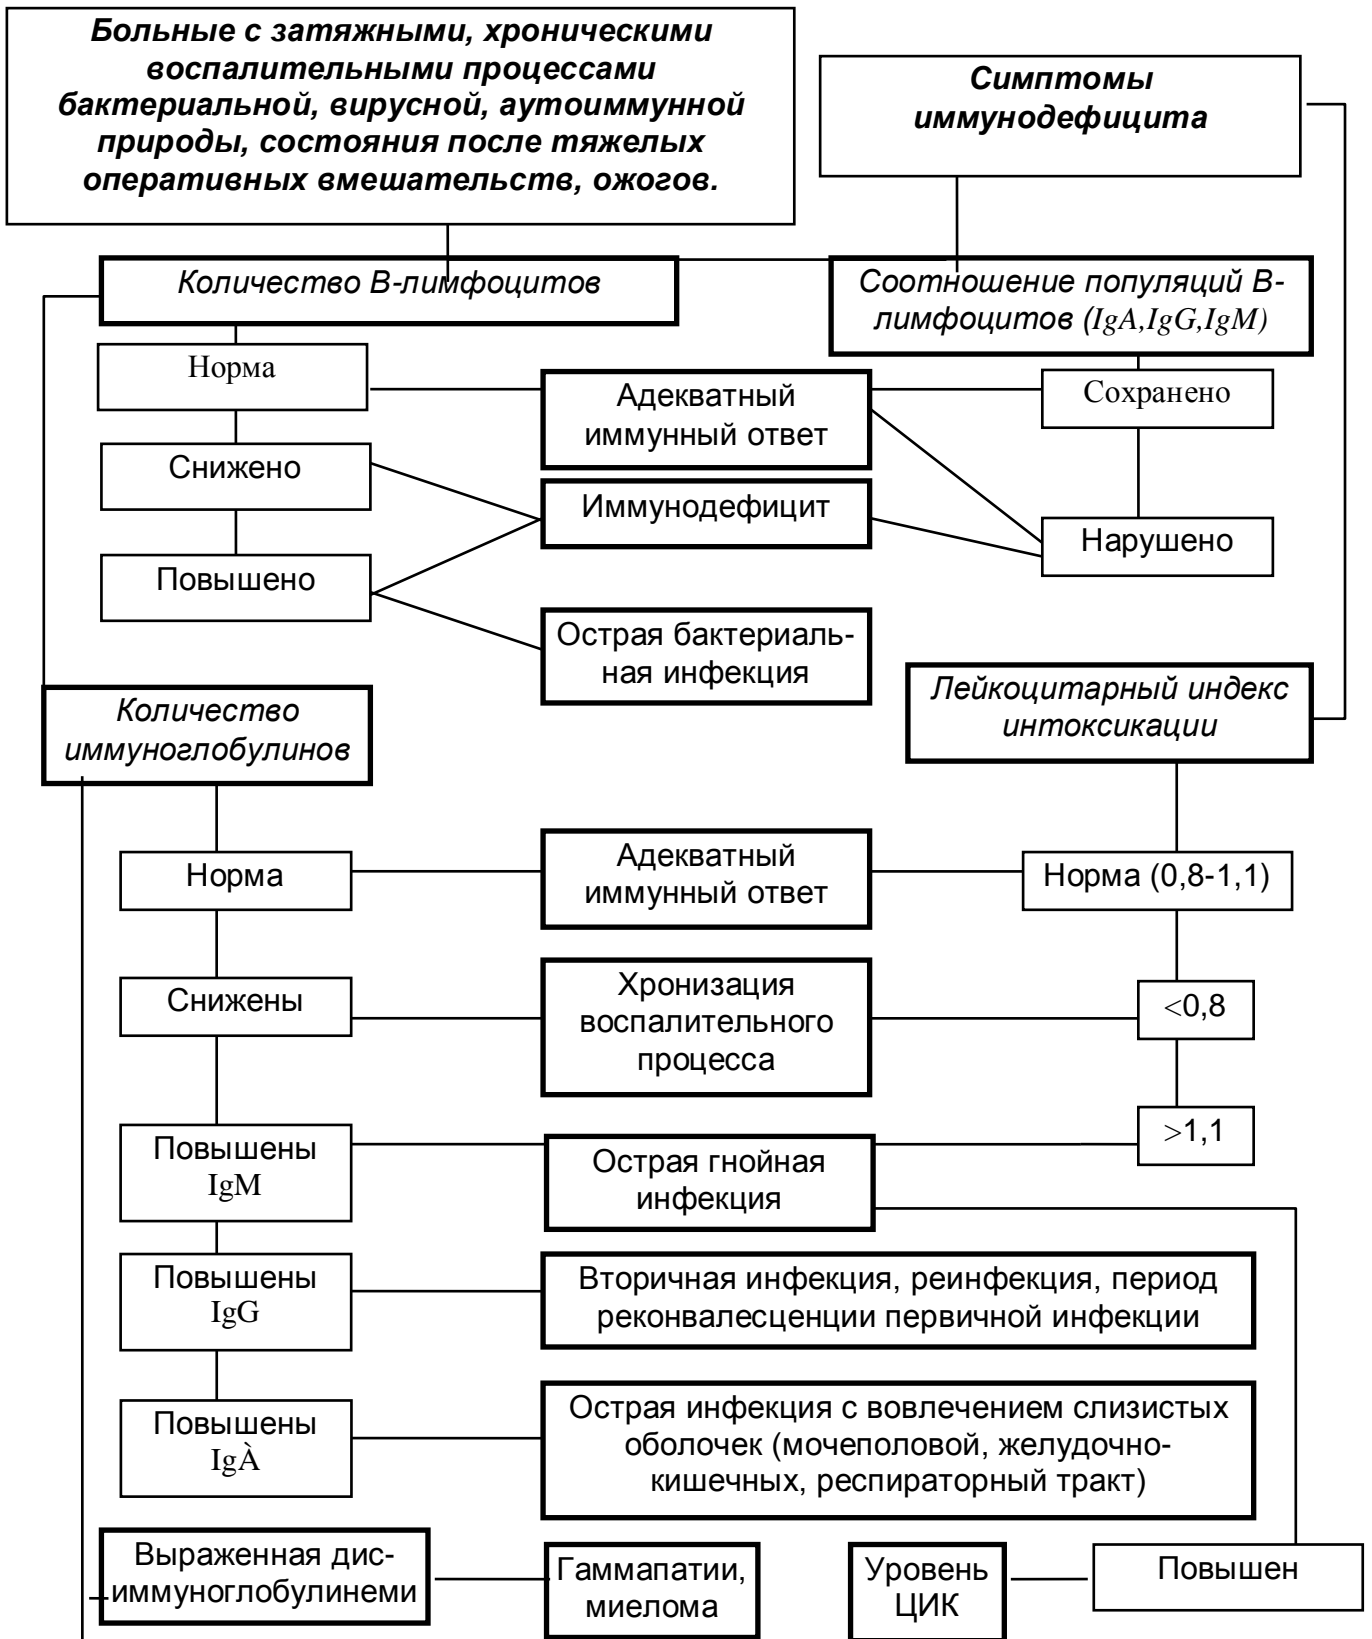 Больные с затяжными, хроническими
воспалительными процессами
бактериальной, вирусной, аутоиммунной
природы, состояния после тяжелых
оперативных вмешательств, ожогов.
Симптомы
иммунодефицита
Количество В-лимфоцитов
Соотношение популяций В-
лимфоцитов (IgA,IgG,IgM)
Норма
Адекватный
иммунный ответ
Сохранено
Снижено
Иммунодефицит
Нарушено
Повышено
Острая бактериаль-
ная инфекция
Количество
иммуноглобулинов
Лейкоцитарный индекс
интоксикации
Норма
Адекватный
иммунный ответ
Норма (0,8-1,1)
Снижены
Хронизация
воспалительного
процесса
<0,8
Повышены
IgM
Острая гнойная
инфекция
>1,1
Повышены
IgG
Вторичная инфекция, реинфекция, период
реконвалесценции первичной инфекции
Повышены
IgÀ
Острая инфекция с вовлечением слизистых
оболочек (мочеполовой, желудочно-
кишечных, респираторный тракт)
Выраженная дис-
иммуноглобулинеми
Гаммапатии,
миелома
Уровень
ЦИК
Повышен